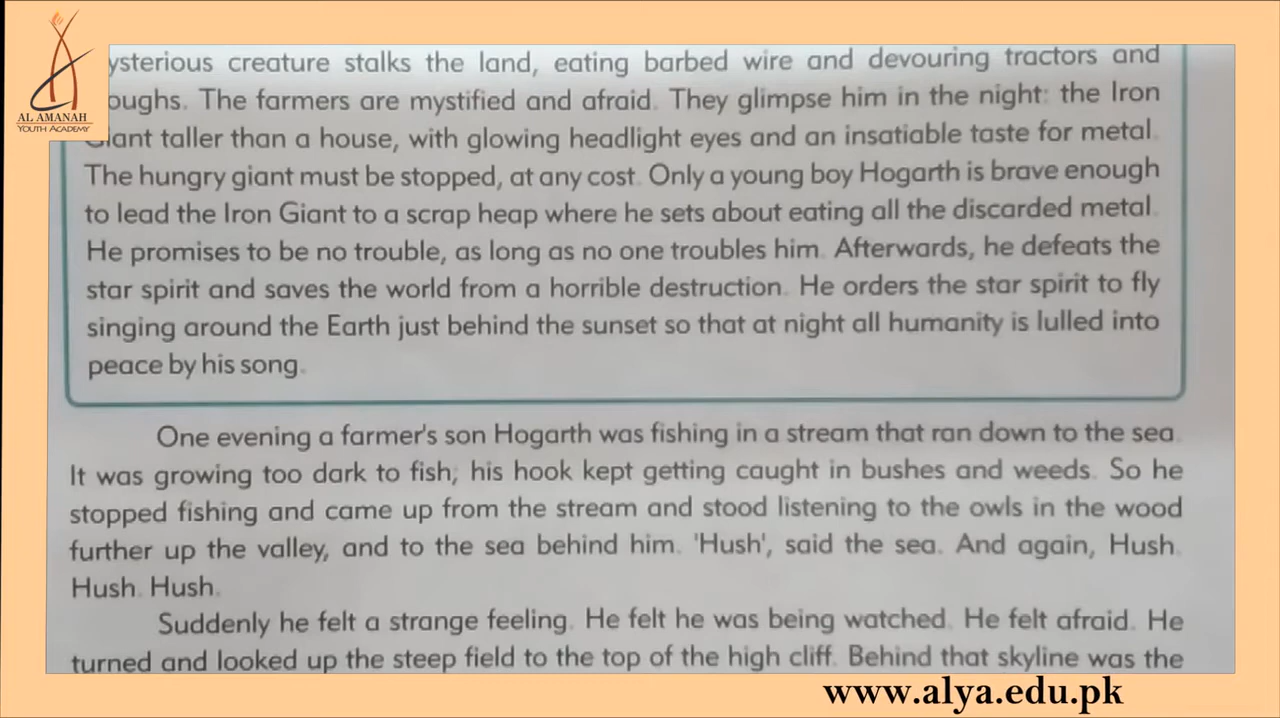 AL AMANAH
YOUTH ACADEMY
ysterious creature stalks the land, eating barbed wire and devouring tractors and
oughs. The farmers are mystified and afraid. They glimpse him in the night: the Iron
iant taller than a house, with glowing headlight eyes and an insatiable taste for metal.
The hungry giant must be stopped, at any cost. Only a young boy Hogarth is brave enough
to lead the Iron Giant to a scrap heap where he sets about eating all the discarded metal.
He promises to be no trouble, as long as no one troubles him. Afterwards, he defeats the
star spirit and saves the world from a horrible destruction. He orders the star spirit to fly
singing around the Earth just behind the sunset so that at night all humanity is lulled into
peace by his song.
One evening a farmer's son Hogarth was fishing in a stream that ran down to the sea.
It was growing too dark to fish; his hook kept getting caught in bushes and weeds. So he
stopped fishing and came up from the stream and stood listening to the owls in the wood
further up the valley, and to the sea behind him. 'Hush', said the sea. And again, Hush.
Hush. Hush.
Suddenly he felt a strange feeling. He felt he was being watched. He felt afraid. He
turned and looked up the steep field to the top of the high cliff. Behind that skyline was the
www.alya.edu.pk